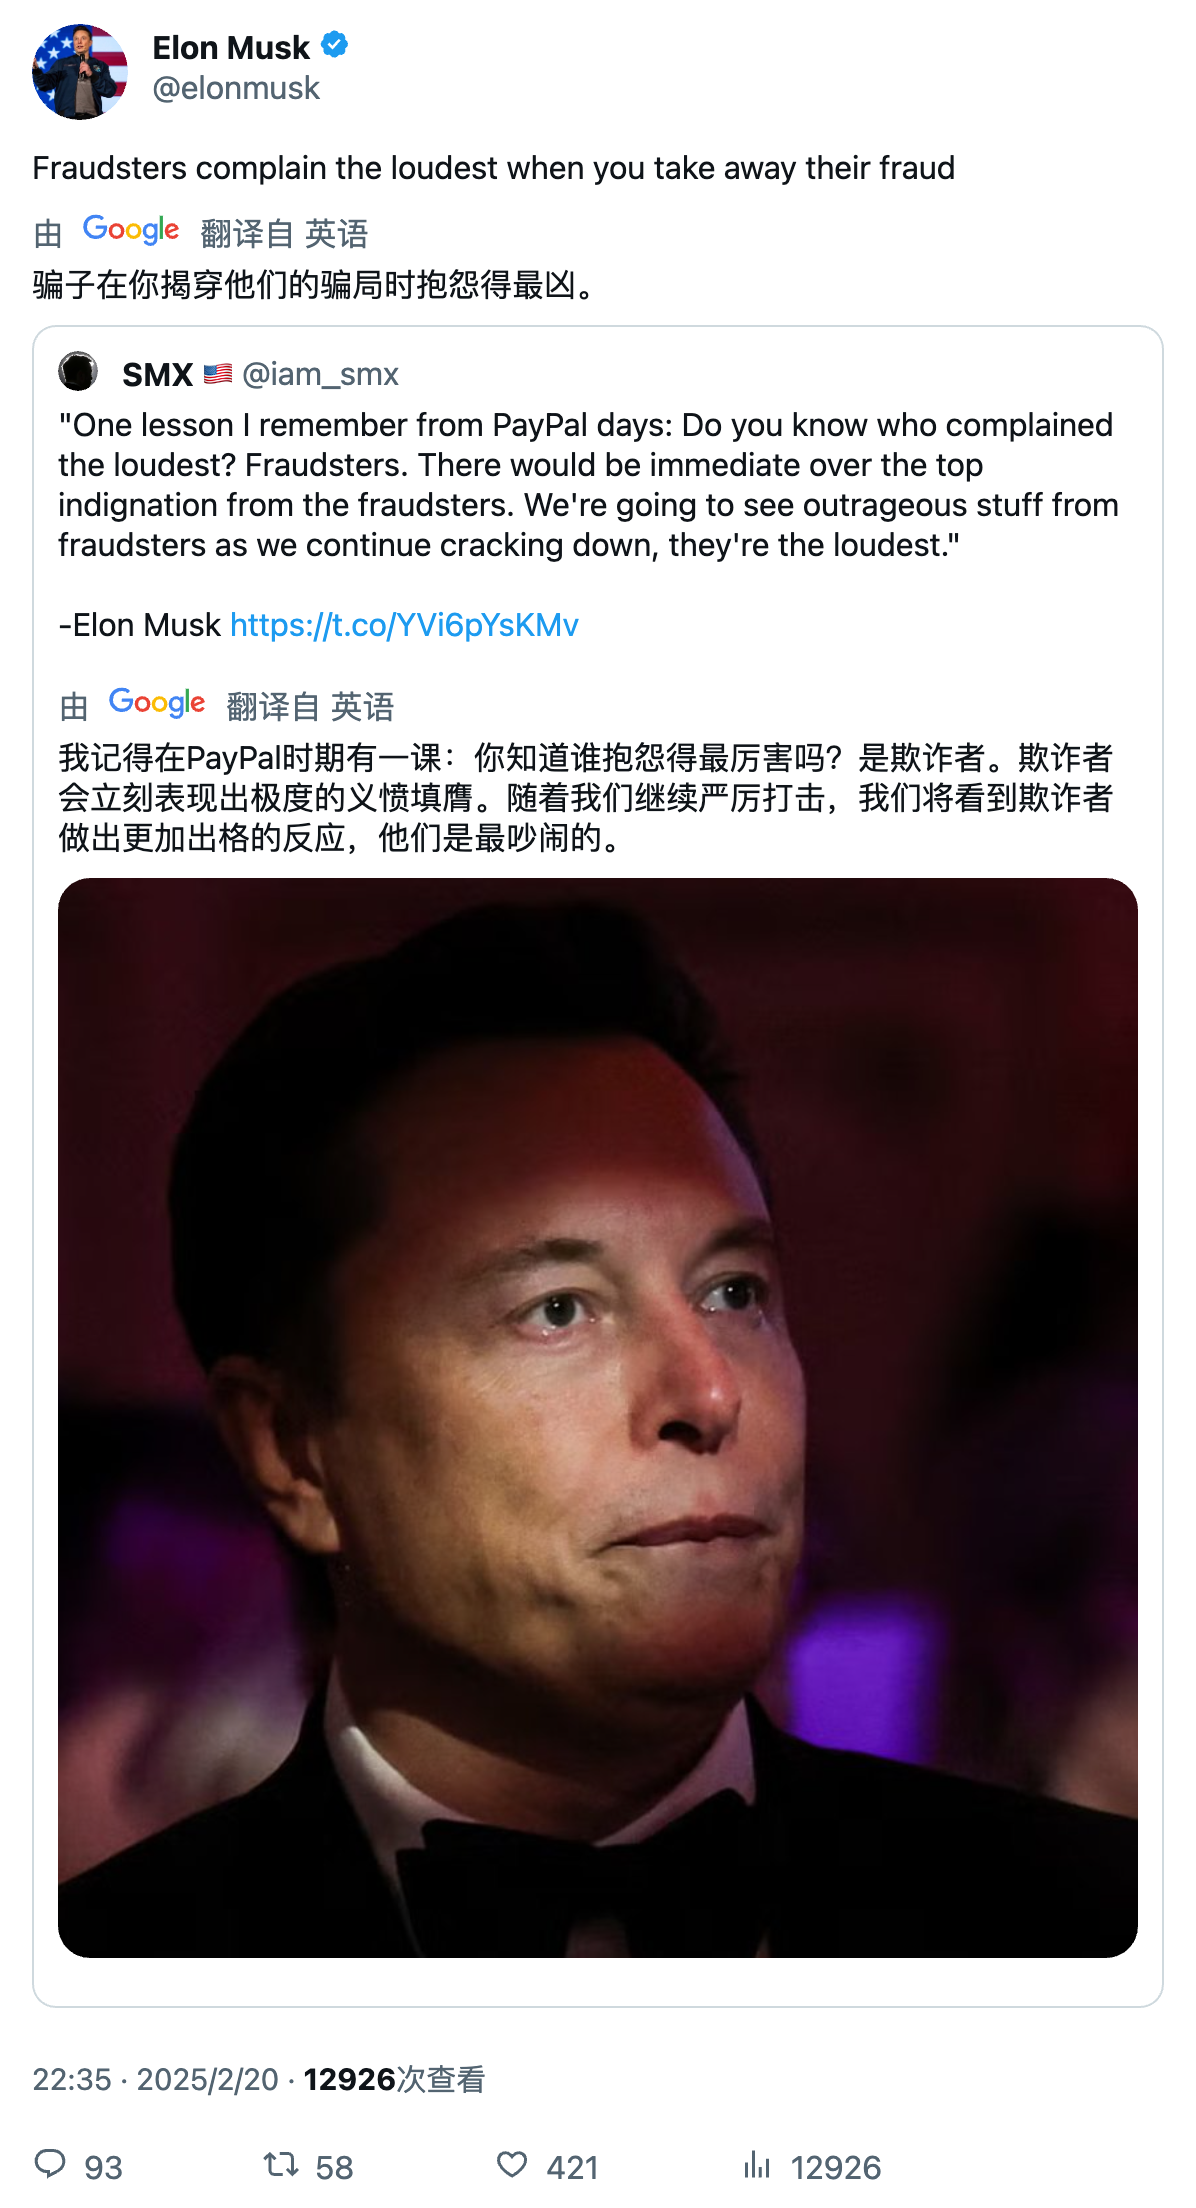 Elon Musk
@elonmusk
Fraudsters complain the loudest when you take away their fraud
由 Google 翻译自 英语
骗子在你揭穿他们的骗局时抱怨得最凶。
SMX 🇺🇸 @iam_smx
"One lesson I remember from PayPal days: Do you know who complained
the loudest? Fraudsters. There would be immediate over the top
indignation from the fraudsters. We're going to see outrageous stuff from
fraudsters as we continue cracking down, they're the loudest."
-Elon Musk https://t.co/YVi6pYsKMv
由 Google 翻译自 英语
我记得在PayPal时期有一课：你知道谁抱怨得最厉害吗？是欺诈者。欺诈者
会立刻表现出极度的义愤填膺。随着我们继续严厉打击，我们将看到欺诈者
做出更加出格的反应，他们是最吵闹的。
22:35 · 2025/2/20 · 12926次查看
93 58 421 12926